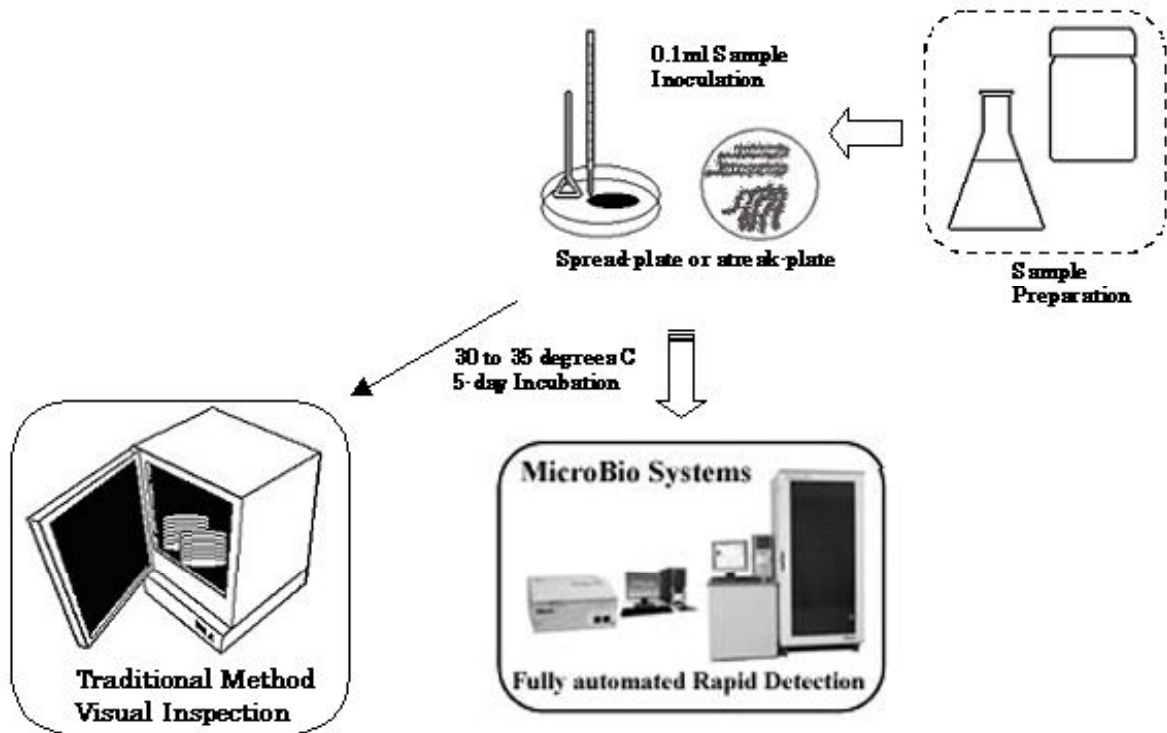 0.1ml Sample
Inoculation
Spread-plate or streak-plate
Sample
Preparation
30 to 35 degrees C
5-day Incubation
MicroBio Systems
Fully automated Rapid Detection
Traditional Method
Visual Inspection